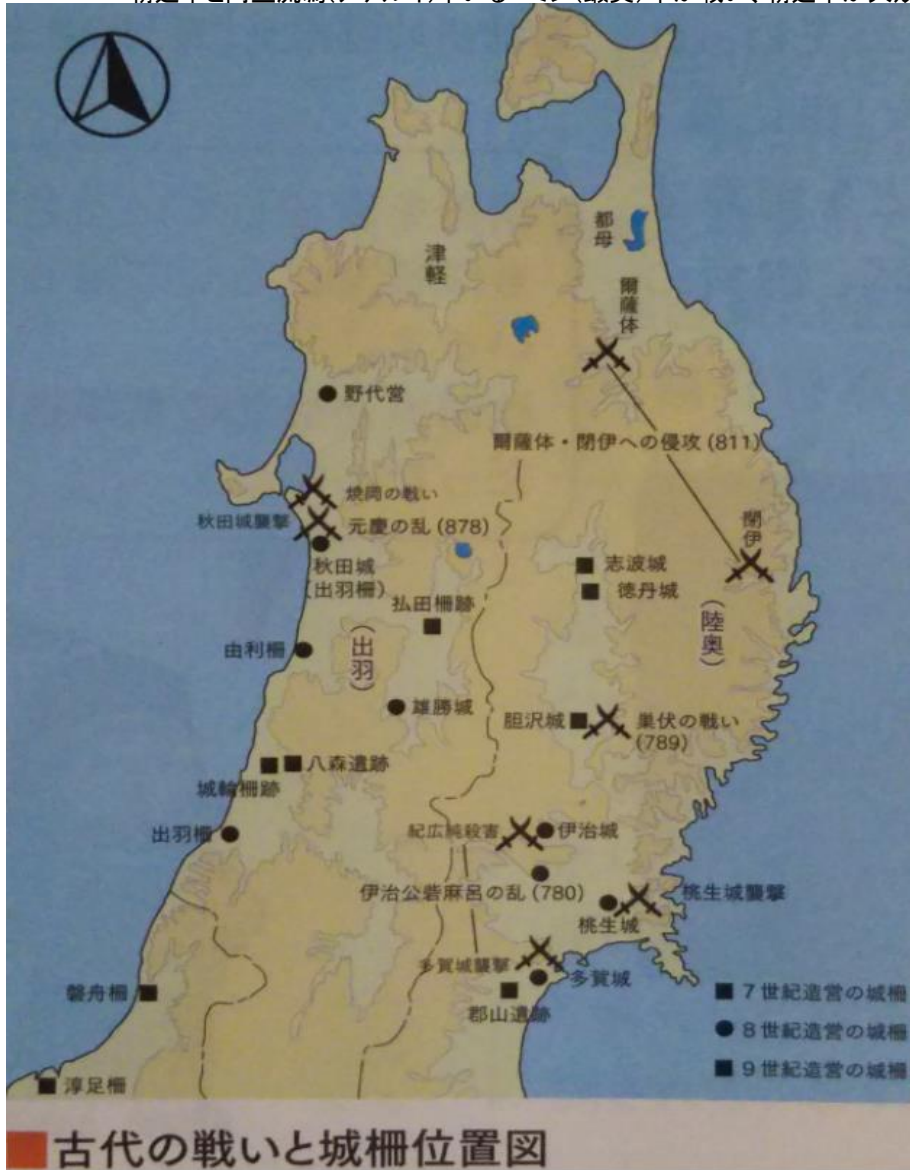 都母
津軽
爾薩体
野代営
爾薩体・閉伊への侵攻(811)
焼岡の戦い
秋田城襲撃
元慶の乱(878)
閉伊
秋田城
(出羽柵)
志波城
徳丹城
払田柵跡
(陸奥)
由利柵
(出羽)
雄勝城
胆沢城
巣伏の戦い
(789)
八森遺跡
城輪柵跡
出羽柵
紀広純殺害
伊治城
伊治公砦麻呂の乱(780)
桃生城襲撃
桃生城
多賀城襲撃
多賀城
磐舟柵
郡山遺跡
7世紀造営の城柵
8世紀造営の城柵
9世紀造営の城柵
渟足柵
古代の戦いと城柵位置図